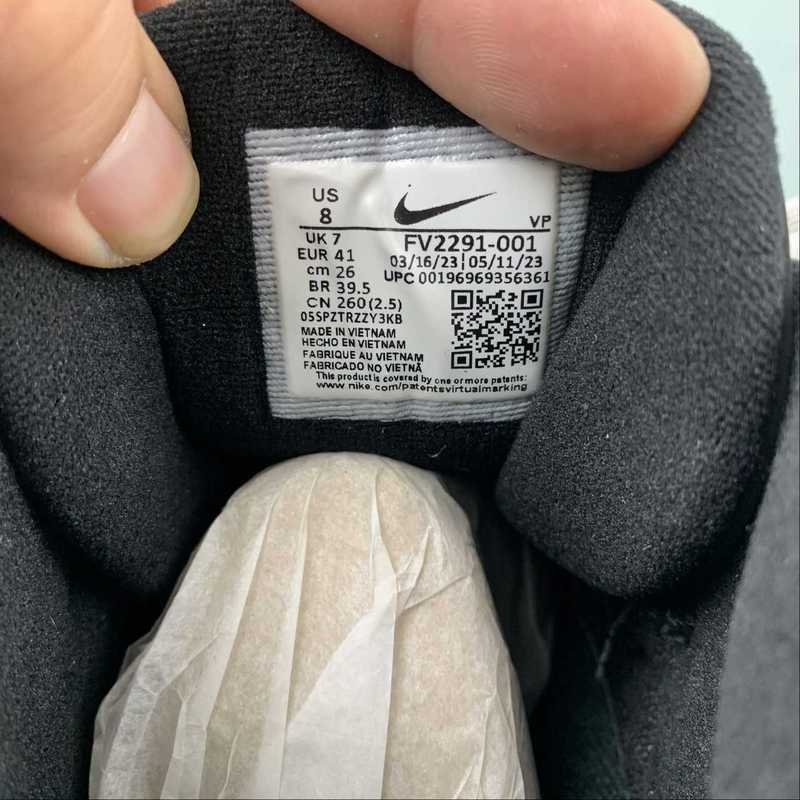 US
8
VP
UK 7
EUR 41
cm 26
BR 39.5
CN 260 (2.5)
05SPZTRZZY3KB
FV2291-001
03/16/23 | 05/11/23
UPC 00196969356361
MADE IN VIETNAM
HECHO EN VIETNAM
FABRIQUE AU VIETNAM
FABRICADO NO VIETNÃ
This product is covered by one or more patents:
www.nike.com/patentsvirtualmarking